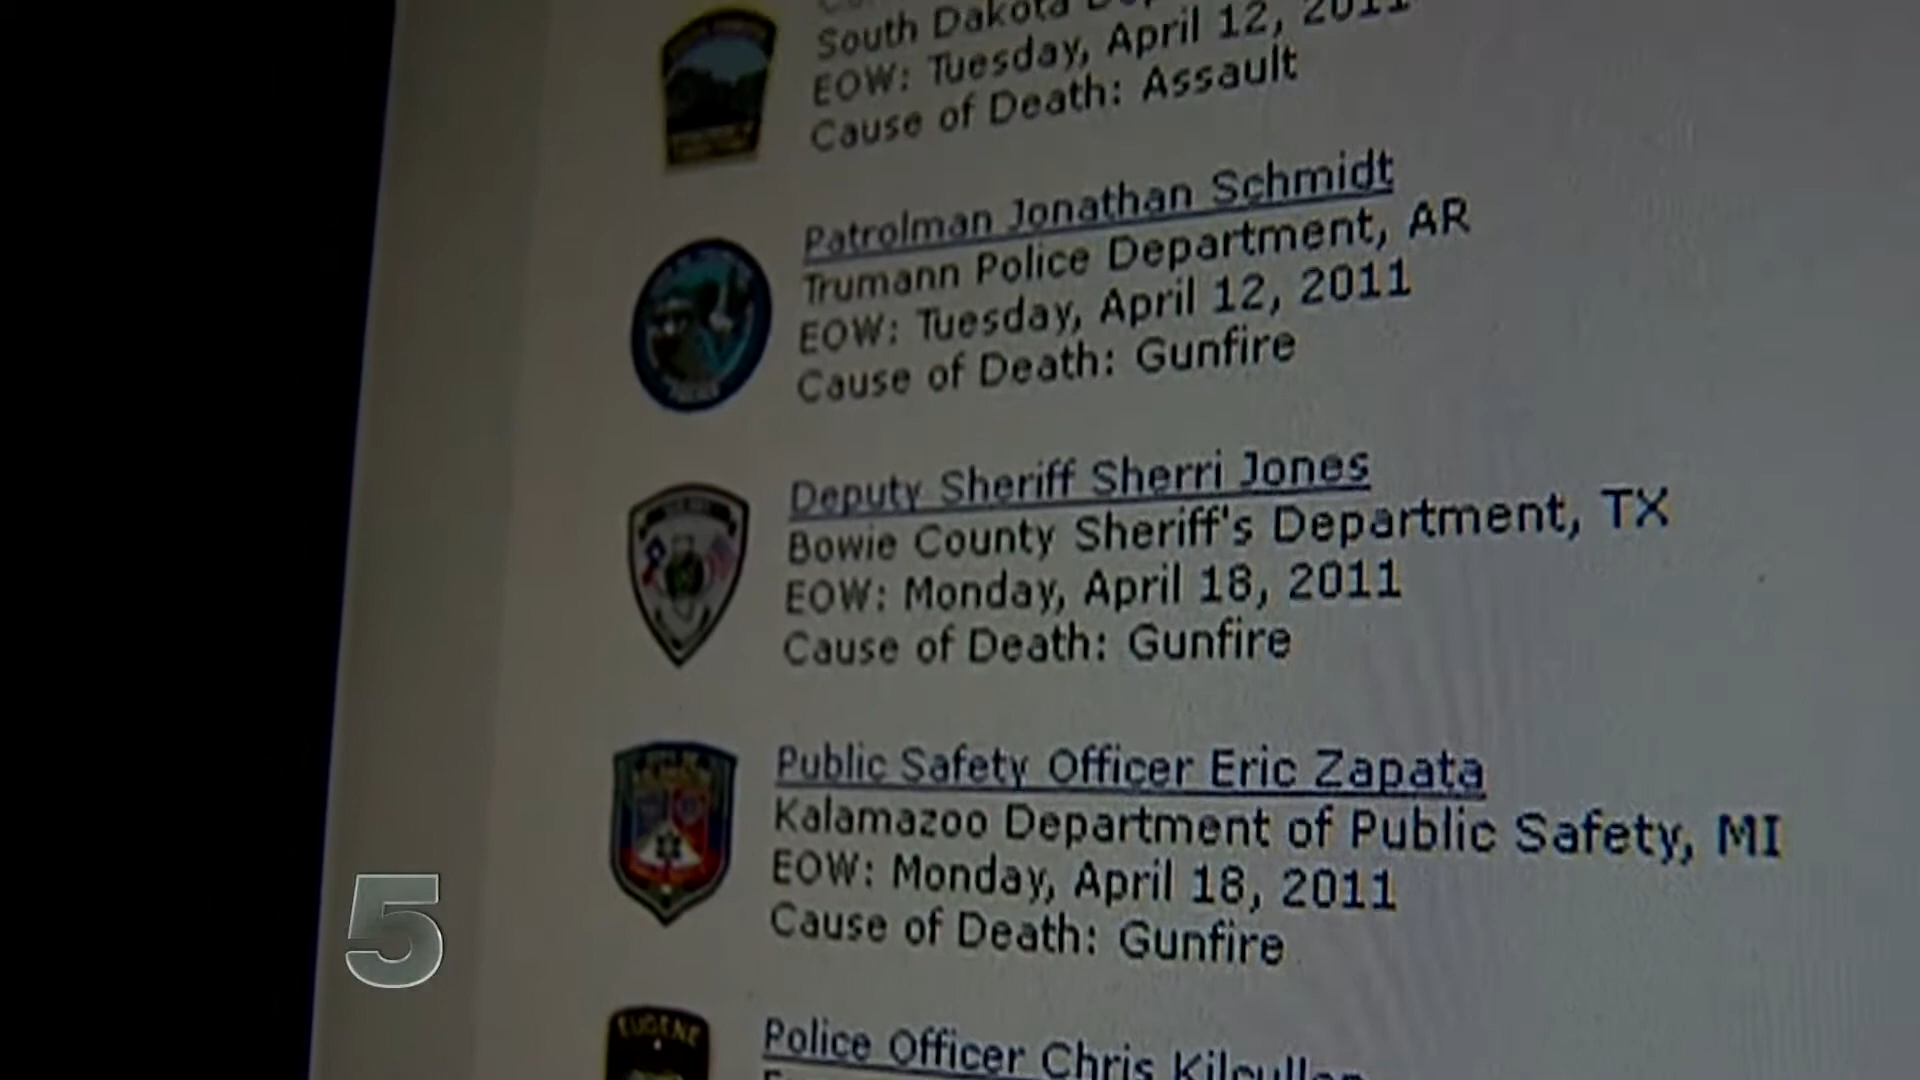 South Dakota
EOW: Tuesday, April 12, 2011
Cause of Death: Assault
Patrolman Jonathan Schmidt
Trumann Police Department, AR
EOW: Tuesday, April 12, 2011
Cause of Death: Gunfire
Deputy Sheriff Sherri Jones
Bowie County Sheriff's Department, TX
EOW: Monday, April 18, 2011
Cause of Death: Gunfire
Public Safety Officer Eric Zapata
Kalamazoo Department of Public Safety, MI
EOW: Monday, April 18, 2011
Cause of Death: Gunfire
5
EUGENE
Police Officer Chris Kilcullen